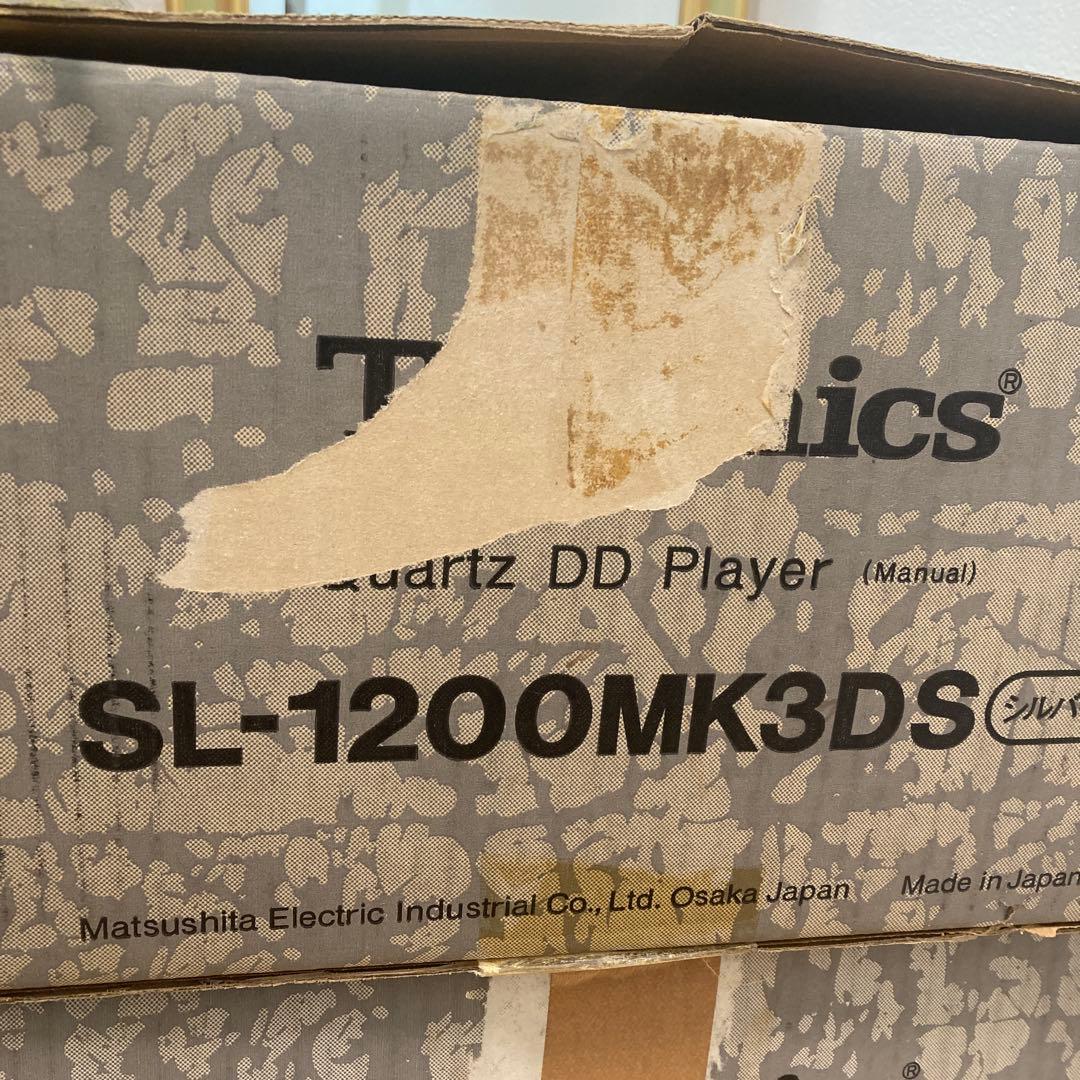 T nics®
Quartz DD Player (Manual)
SL-1200MK3DS シルバ
Matsushita Electric Industrial Co., Ltd. Osaka Japan Made in Japan
®